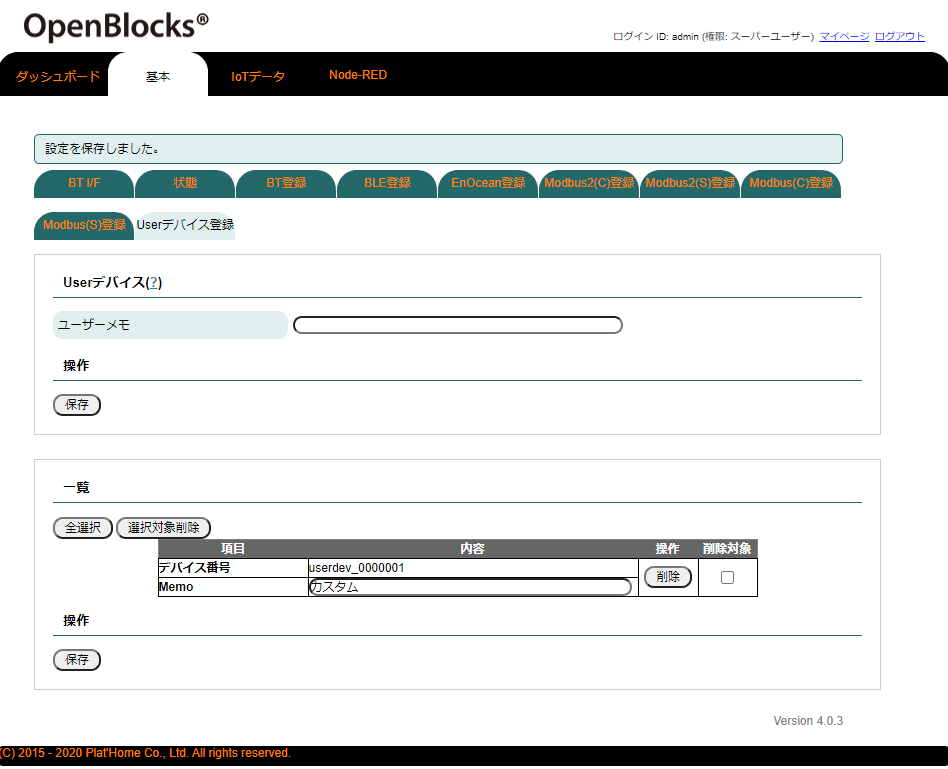 OpenBlocks®
ログイン ID: admin (権限: スーパーユーザー) マイページ ログアウト
ダッシュボード 基本 IoTデータ Node-RED
設定を保存しました。
BT I/F 状態 BT登録 BLE登録 EnOcean登録 Modbus2(C)登録 Modbus2(S)登録 Modbus(C)登録
Modbus(S)登録 Userデバイス登録
Userデバイス(?)
ユーザーメモ
操作
保存
一覧
全選択 選択対象削除
項目 内容 操作 削除対象
デバイス番号 userdev_0000001 削除
Memo カスタム
操作
保存
Version 4.0.3
(C) 2015 - 2020 Plat'Home Co., Ltd. All rights reserved.